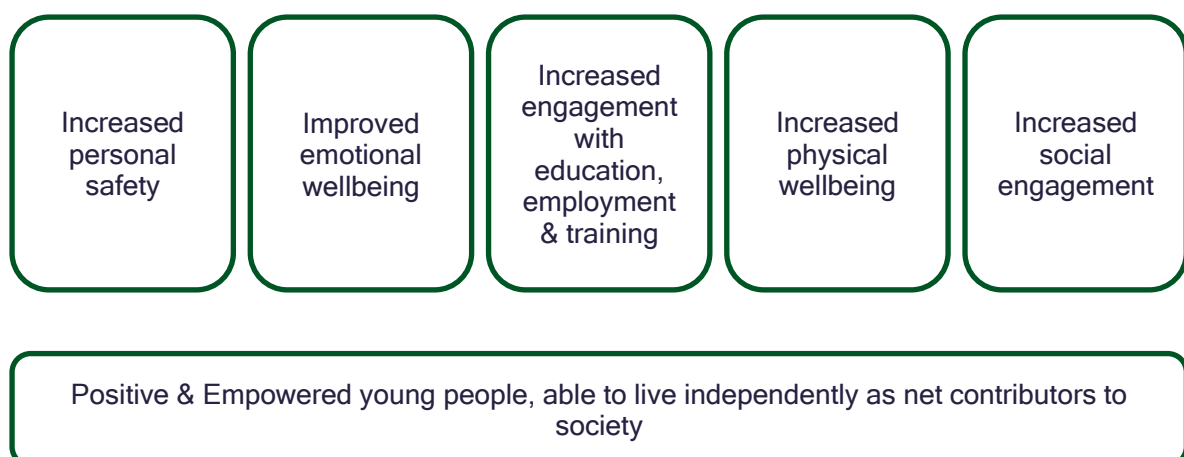 Increased
personal
safety
Improved
emotional
wellbeing
Increased
engagement
with
education,
employment
& training
Increased
physical
wellbeing
Increased
social
engagement
Positive & Empowered young people, able to live independently as net contributors to
society